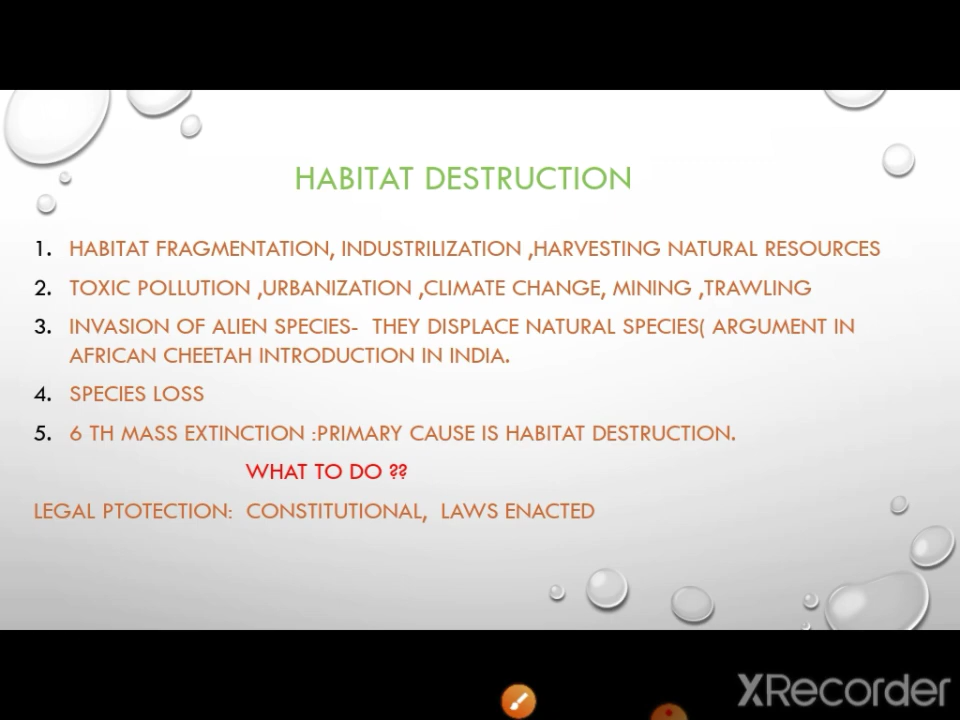 HABITAT DESTRUCTION
1. HABITAT FRAGMENTATION, INDUSTRILIZATION ,HARVESTING NATURAL RESOURCES
2. TOXIC POLLUTION ,URBANIZATION ,CLIMATE CHANGE, MINING ,TRAWLING
3. INVASION OF ALIEN SPECIES- THEY DISPLACE NATURAL SPECIES( ARGUMENT IN
AFRICAN CHEETAH INTRODUCTION IN INDIA.
4. SPECIES LOSS
5. 6 TH MASS EXTINCTION :PRIMARY CAUSE IS HABITAT DESTRUCTION.
WHAT TO DO ??
LEGAL PTOTECTION: CONSTITUTIONAL, LAWS ENACTED
XRecorder